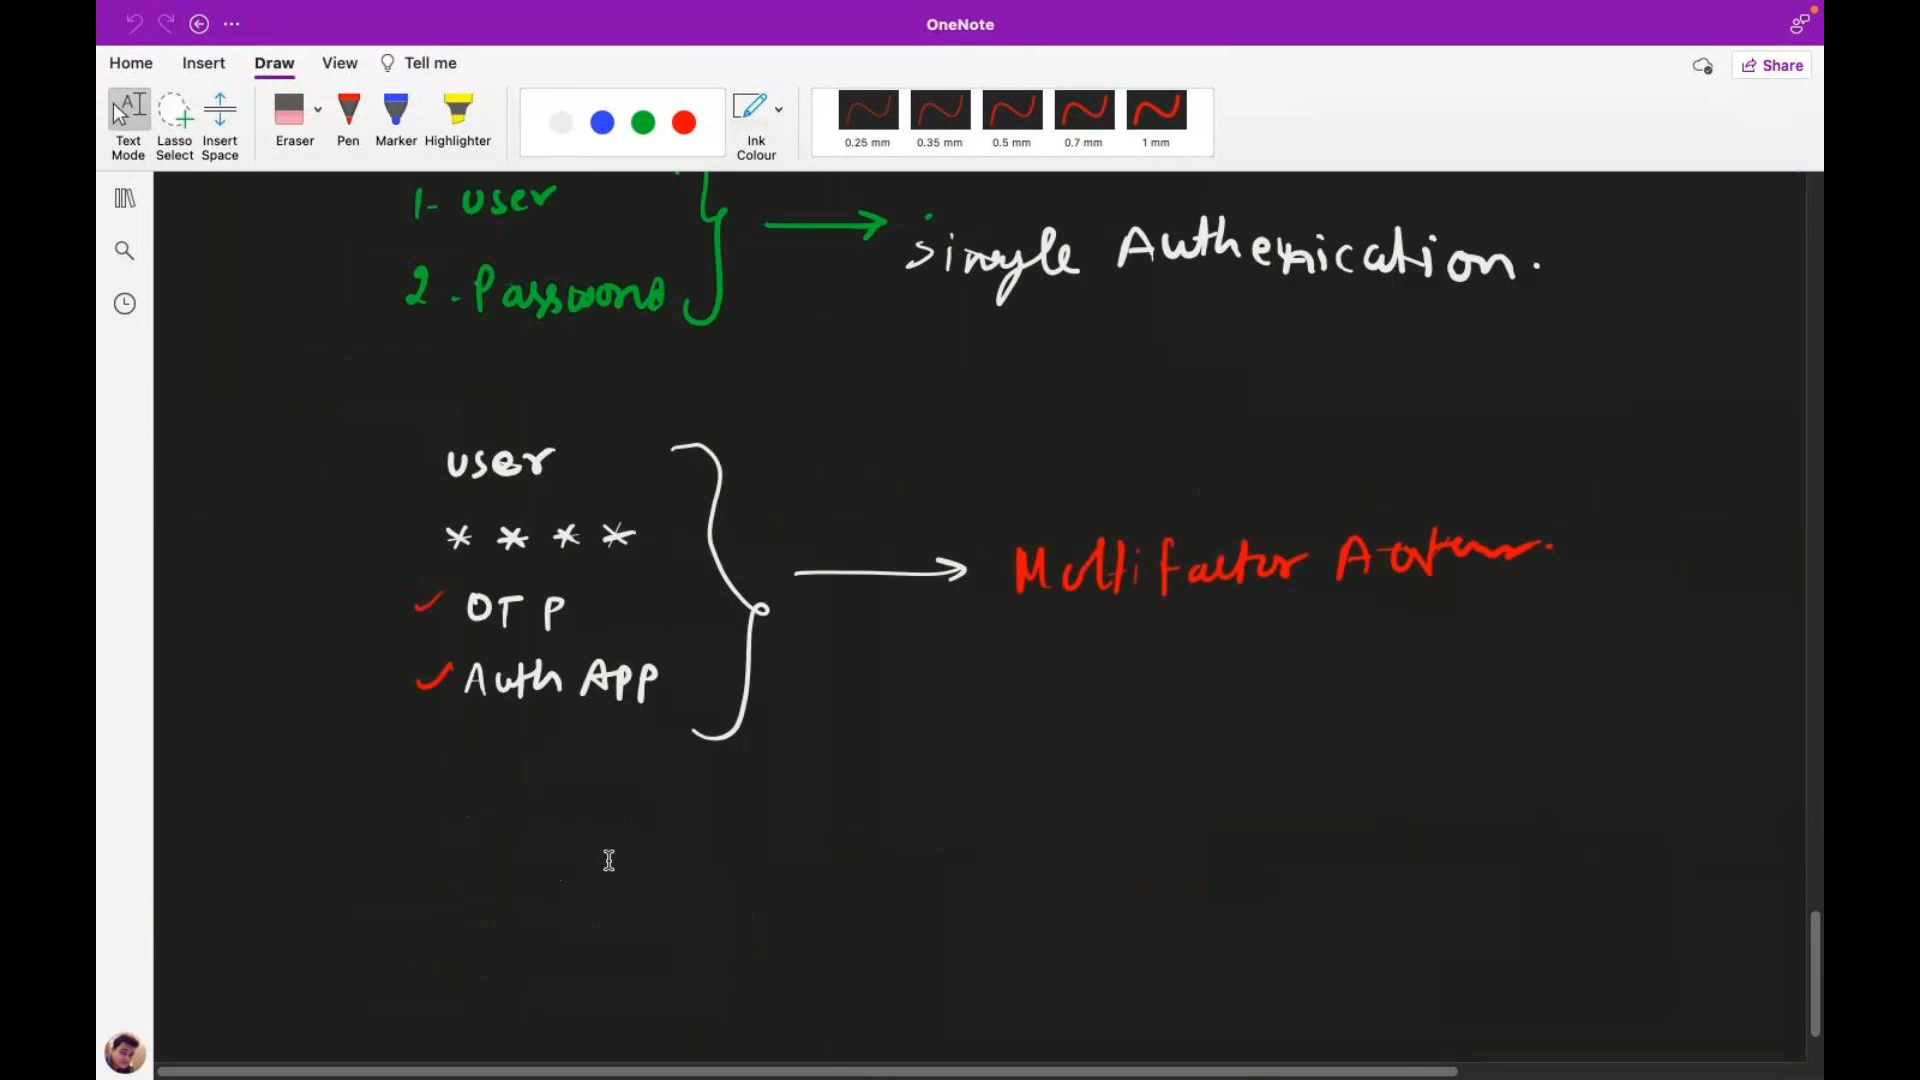 OneNote
Home Insert Draw View Tell me
Share
Text Mode
Lasso Select
Insert Space
Eraser
Pen
Marker
Highlighter
Ink Colour
0.25 mm
0.35 mm
0.5 mm
0.7 mm
1 mm
1- user
2. Password
single Authenication.
user
* * * *
OTP
Auth App
Multifactor